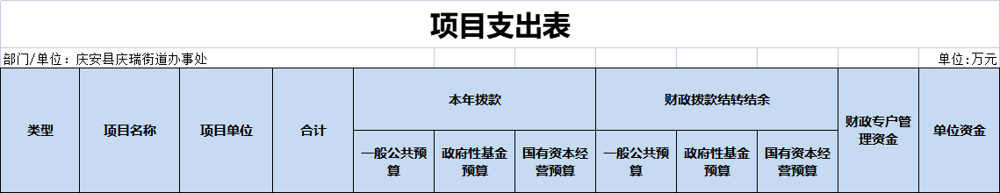 项目支出表
部门/单位：庆安县庆瑞街道办事处 单位:万元
类型 项目名称 项目单位 合计 本年拨款 财政拨款结转结余 财政专户管理资金 单位资金
一般公共预算 政府性基金预算 国有资本经营预算 一般公共预算 政府性基金预算 国有资本经营预算